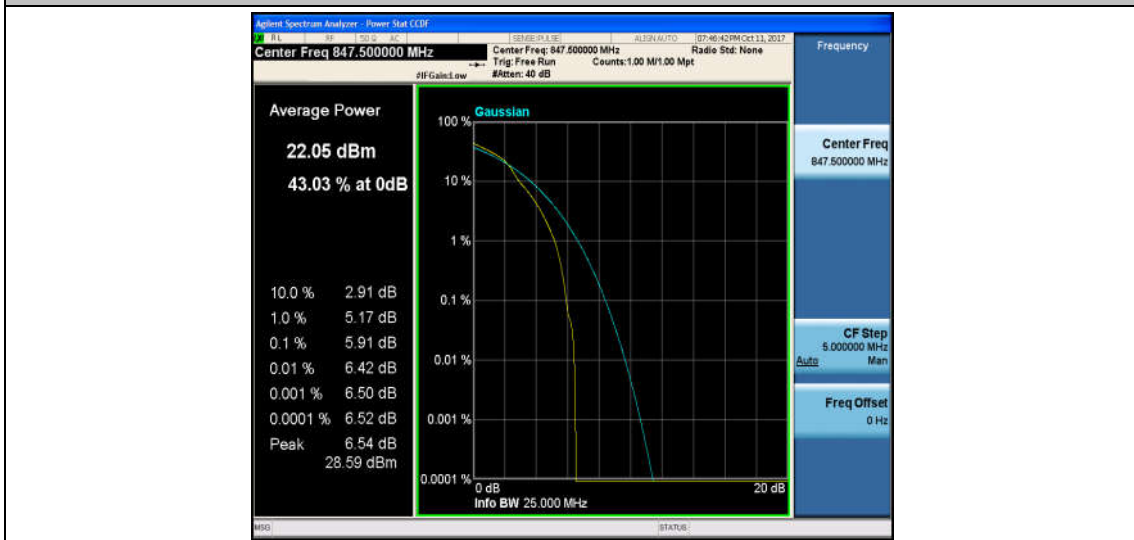 Agilent Spectrum Analyzer - Power Stat CCDF
RL RF 50 Ω AC SENSE:PULSE ALIGNAUTO 07:46:42PM Oct 11, 2017
Center Freq 847.500000 MHz
Center Freq: 847.500000 MHz Radio Std: None
Trig: Free Run Counts:1.00 M/1.00 Mpt
#IFGain:Low #Atten: 40 dB
Frequency
Average Power
22.05 dBm
43.03 % at 0dB
10.0 % 2.91 dB
1.0 % 5.17 dB
0.1 % 5.91 dB
0.01 % 6.42 dB
0.001 % 6.50 dB
0.0001 % 6.52 dB
Peak 6.54 dB
28.59 dBm
Gaussian
100 %
10 %
1 %
0.1 %
0.01 %
0.001 %
0.0001 %
0 dB 20 dB
Info BW 25.000 MHz
Center Freq
847.500000 MHz
CF Step
5.000000 MHz
Auto Man
Freq Offset
0 Hz
MSG STATUS